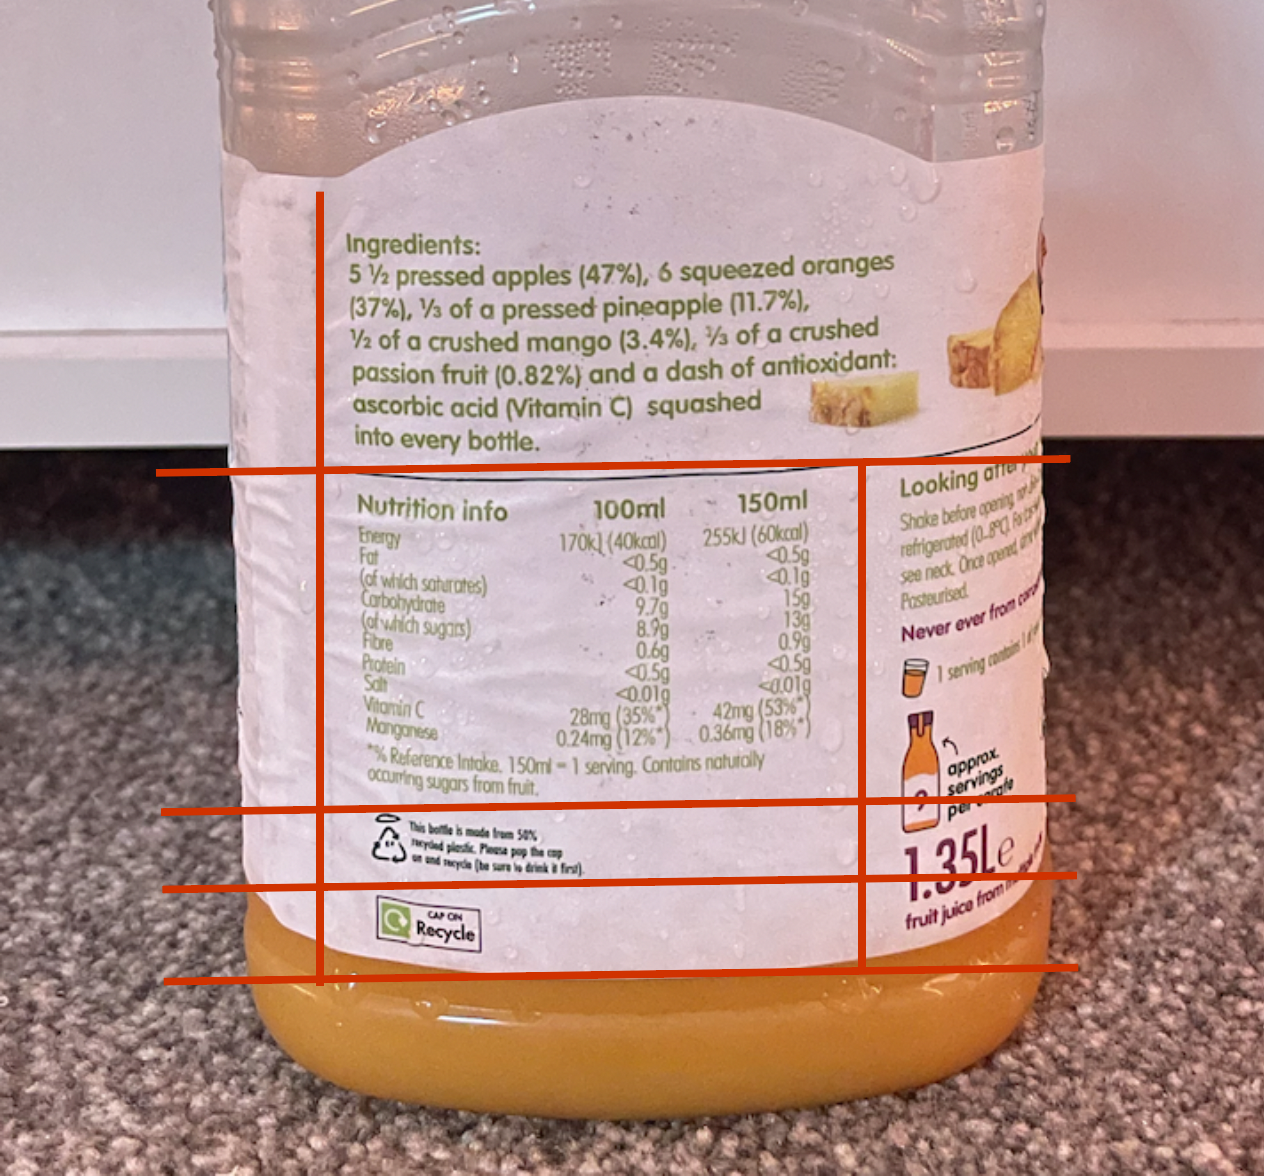 Ingredients:
5 ½ pressed apples (47%), 6 squeezed oranges
(37%), ⅓ of a pressed pineapple (11.7%),
½ of a crushed mango (3.4%), ⅓ of a crushed
passion fruit (0.82%) and a dash of antioxidant:
ascorbic acid (Vitamin C) squashed
into every bottle.
Nutrition info 100ml 150ml
Energy 170kJ (40kcal) 255kJ (60kcal)
Fat <0.5g <0.5g
(of which saturates) <0.1g <0.1g
Carbohydrate 9.7g 15g
(of which sugars) 8.9g 13g
Fibre 0.6g 0.9g
Protein <0.5g <0.5g
Salt <0.01g <0.01g
Vitamin C 28mg (35%*) 42mg (53%*)
Manganese 0.24mg (12%*) 0.36mg (18%*)
*% Reference Intake. 150ml = 1 serving. Contains naturally
occurring sugars from fruit.
This bottle is made from 50%
recycled plastic. Please pop the cap
on and recycle (be sure to drink it first).
CAP ON
Recycle
Looking after
Shake before opening,
refrigerated (0-8°C).
see neck. Once opened,
Pasteurised.
Never ever from
1 serving contains 1
9
approx.
servings
per carafe
1.35L e
fruit juice from